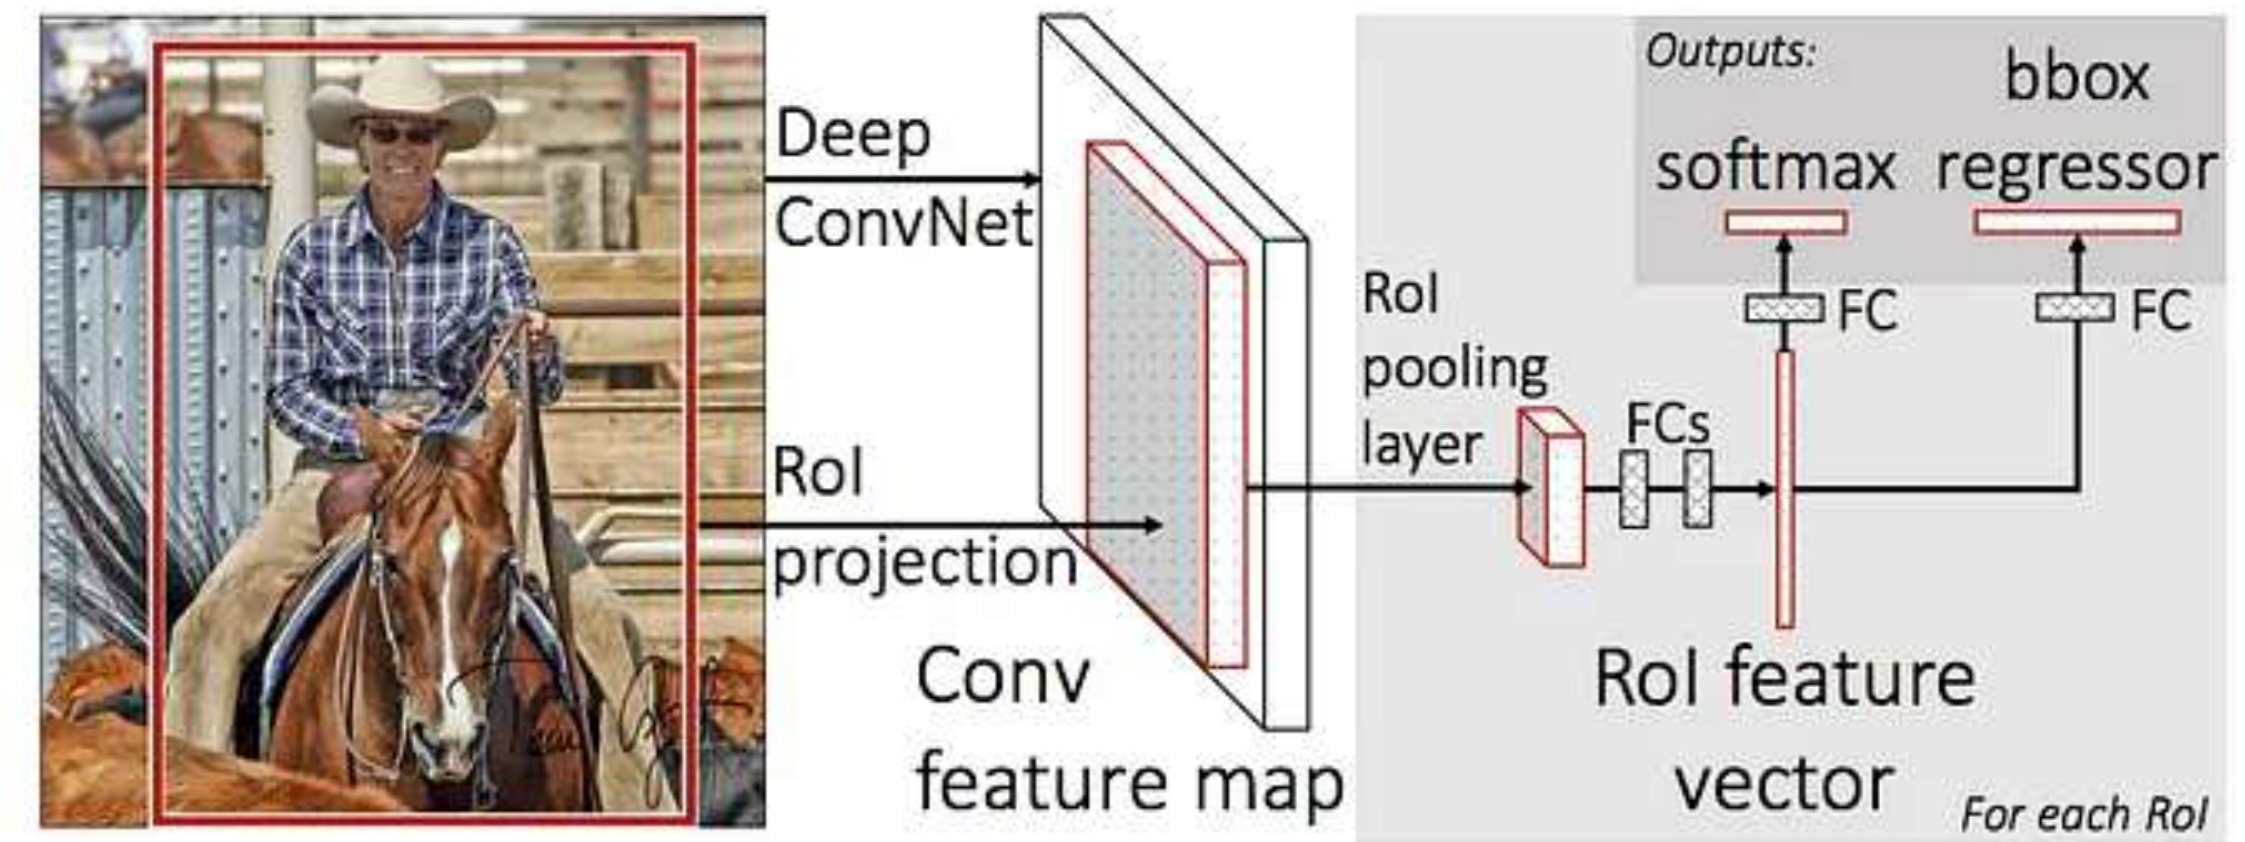 Deep
ConvNet
RoI
projection
Conv
feature map
RoI
pooling
layer
FCs
RoI feature
vector
For each RoI
Outputs:
softmax
bbox
regressor
FC
FC